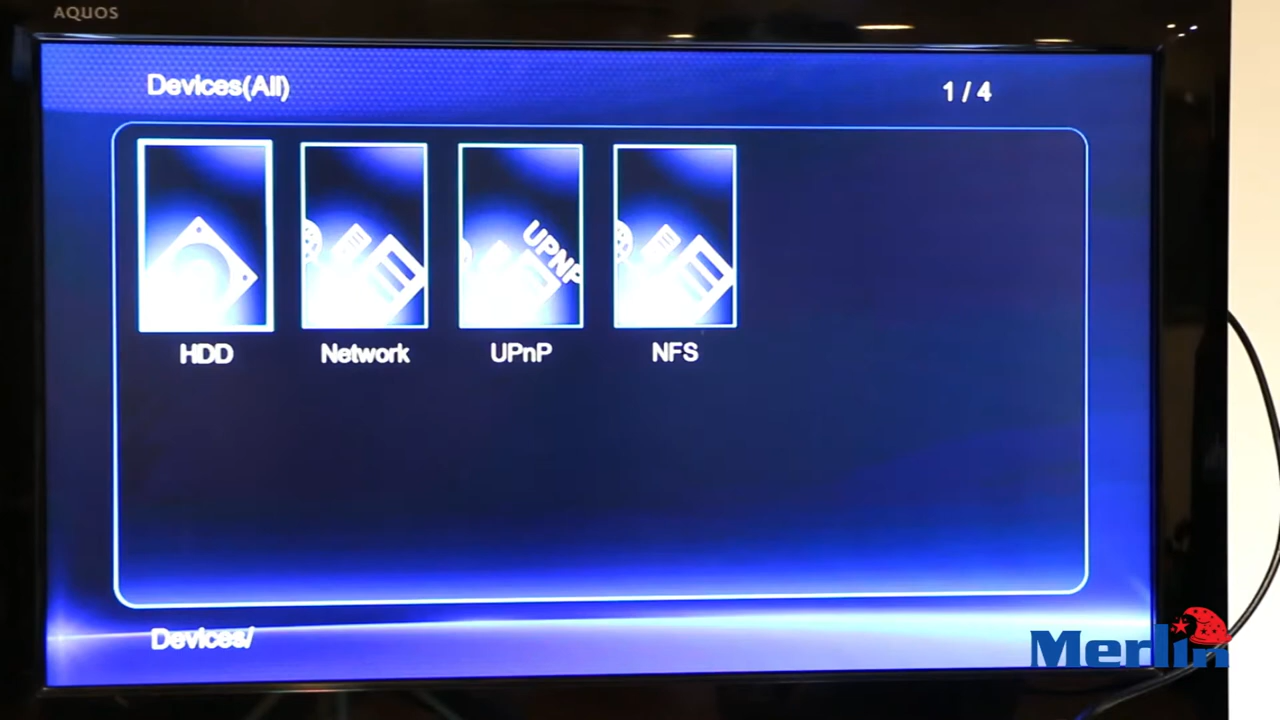 AQUOS
Devices(All)
1 / 4
UPNP
HDD
Network
UPnP
NFS
Devices/
Merlin